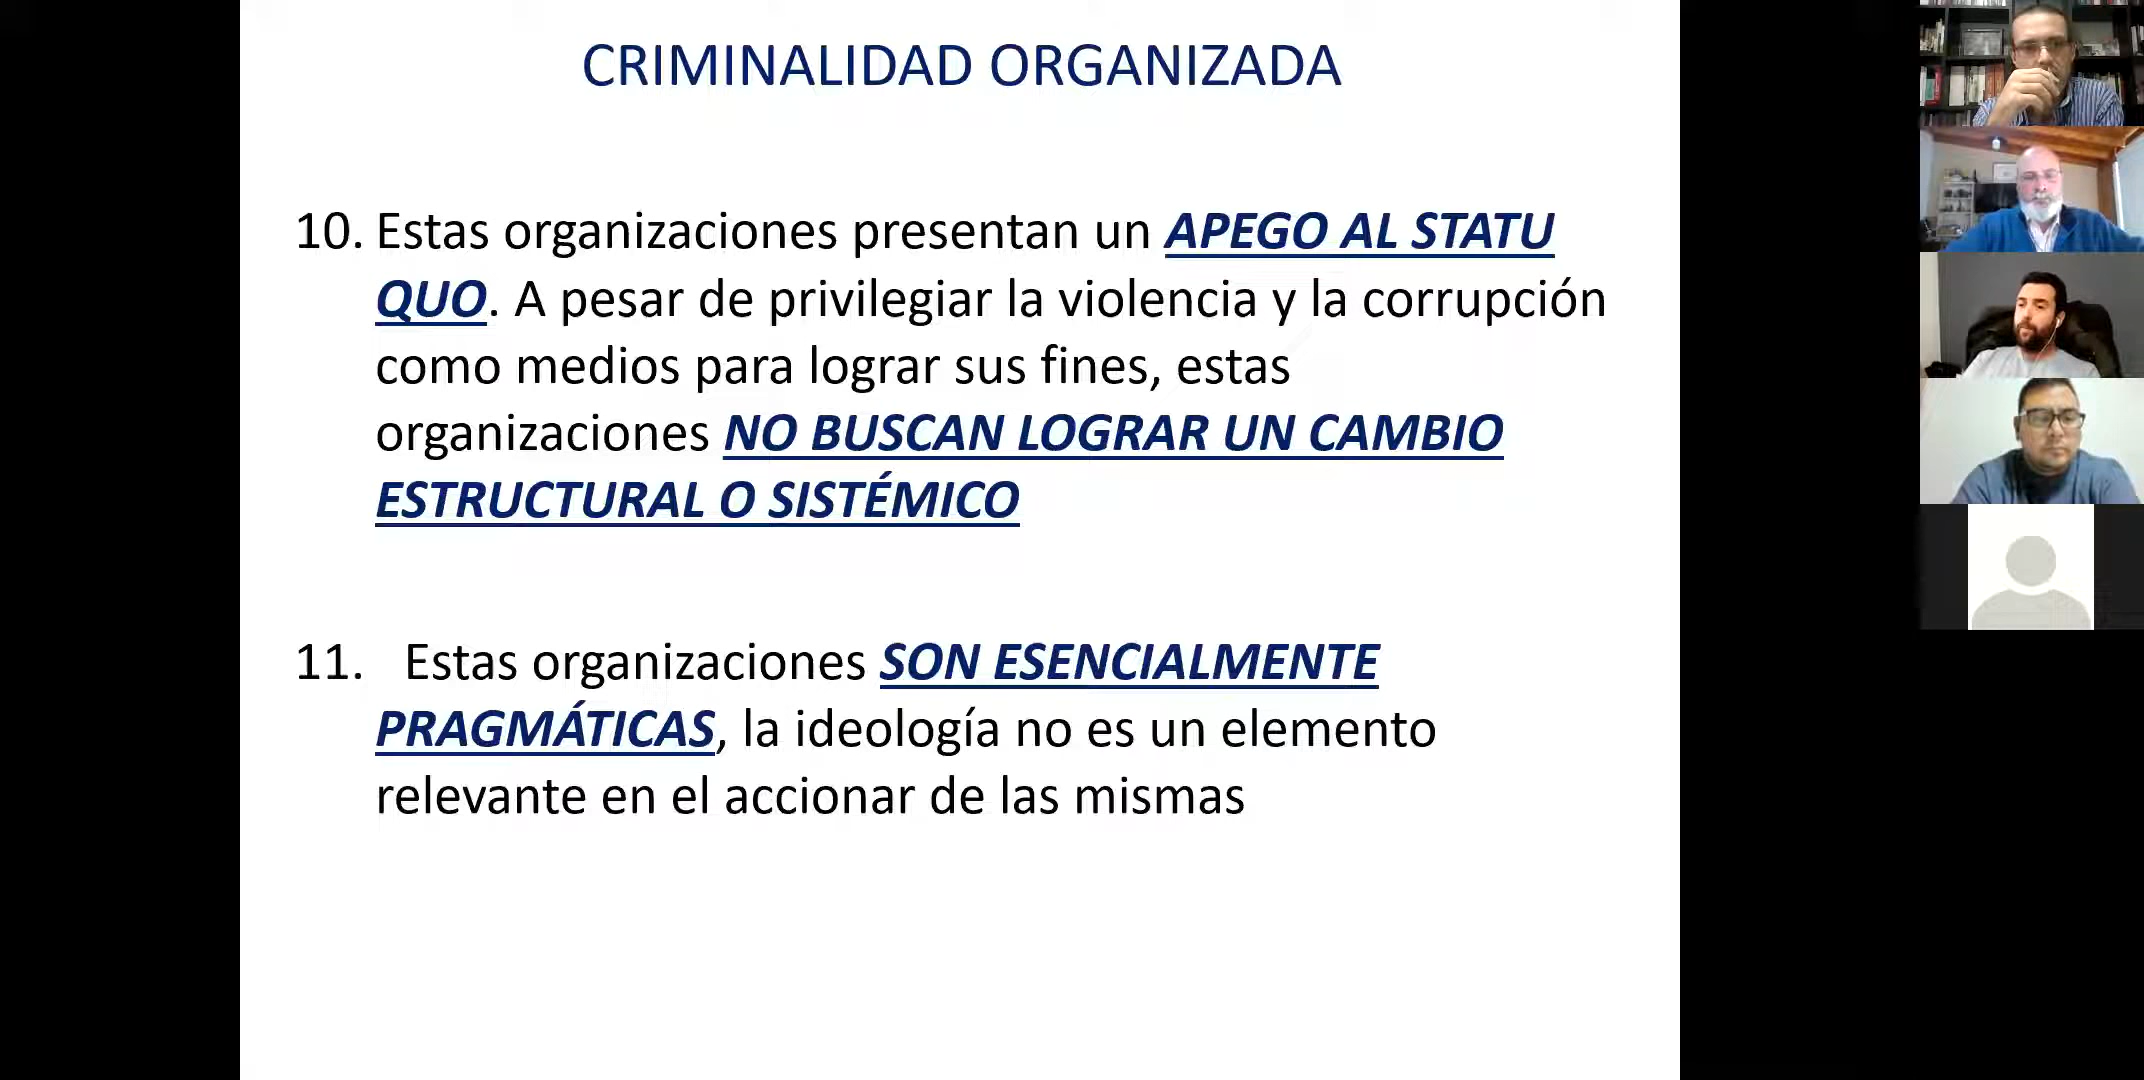 CRIMINALIDAD ORGANIZADA
10. Estas organizaciones presentan un APEGO AL STATU
QUO. A pesar de privilegiar la violencia y la corrupción
como medios para lograr sus fines, estas
organizaciones NO BUSCAN LOGRAR UN CAMBIO
ESTRUCTURAL O SISTÉMICO
11. Estas organizaciones SON ESENCIALMENTE
PRAGMÁTICAS, la ideología no es un elemento
relevante en el accionar de las mismas